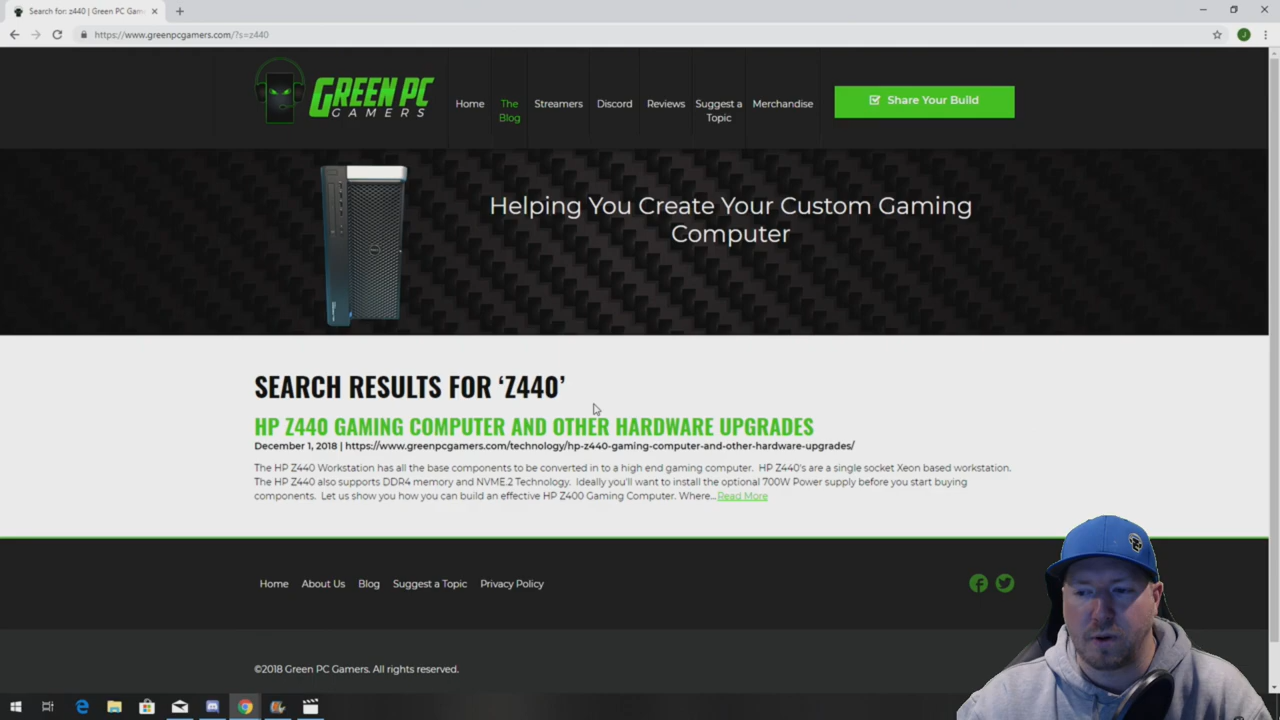 Search for: z440 | Green PC Gam
https://www.greenpcgamers.com/?s=z440
GREEN PC
GAMERS
Home
The Blog
Streamers
Discord
Reviews
Suggest a Topic
Merchandise
Share Your Build
Helping You Create Your Custom Gaming
Computer
SEARCH RESULTS FOR ‘Z440’
HP Z440 GAMING COMPUTER AND OTHER HARDWARE UPGRADES
December 1, 2018 | https://www.greenpcgamers.com/technology/hp-z440-gaming-computer-and-other-hardware-upgrades/
The HP Z440 Workstation has all the base components to be converted in to a high end gaming computer. HP Z440's are a single socket Xeon based workstation.
The HP Z440 also supports DDR4 memory and NVME.2 Technology. Ideally you'll want to install the optional 700W Power supply before you start buying
components. Let us show you how you can build an effective HP Z400 Gaming Computer. Where...Read More
Home About Us Blog Suggest a Topic Privacy Policy
©2018 Green PC Gamers. All rights reserved.